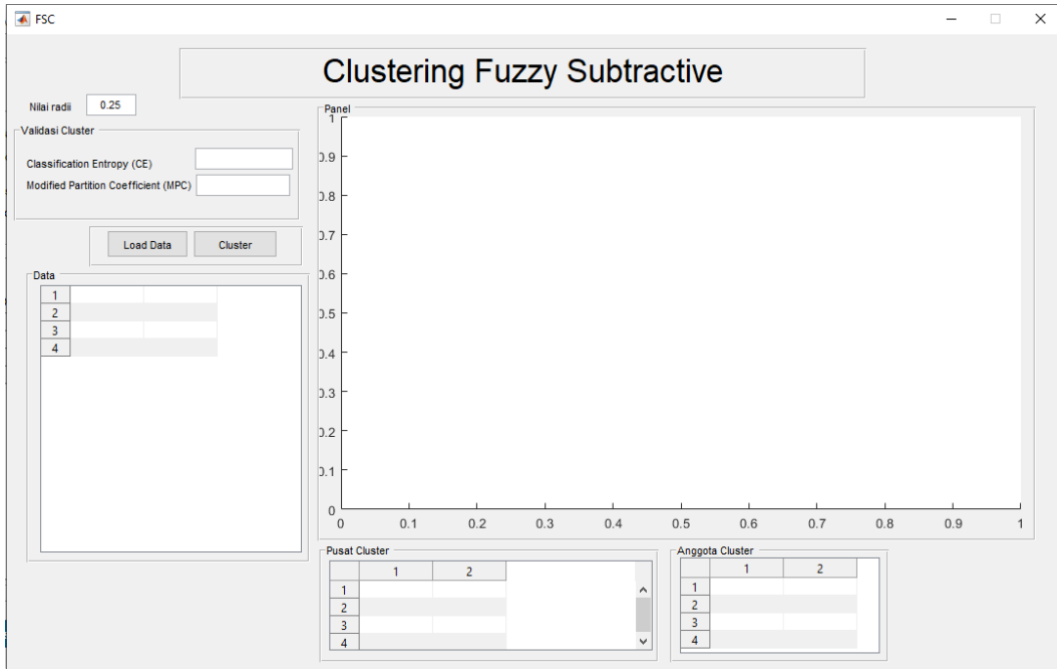 FSC
Clustering Fuzzy Subtractive
Nilai radii 0.25
Validasi Cluster
Classification Entropy (CE)
Modified Partition Coefficient (MPC)
Load Data Cluster
Data
1
2
3
4
Panel
1
0.9
0.8
0.7
0.6
0.5
0.4
0.3
0.2
0.1
0
0 0.1 0.2 0.3 0.4 0.5 0.6 0.7 0.8 0.9 1
Pusat Cluster
1 2
1
2
3
4
Anggota Cluster
1 2
1
2
3
4